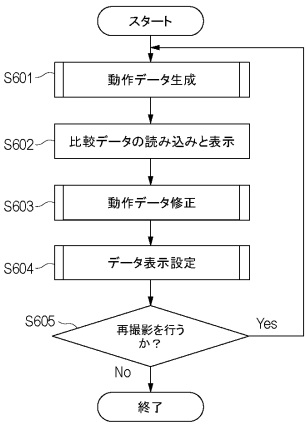 スタート
S601
動作データ生成
S602
比較データの読み込みと表示
S603
動作データ修正
S604
データ表示設定
S605
再撮影を行う
か？
Yes
No
終了